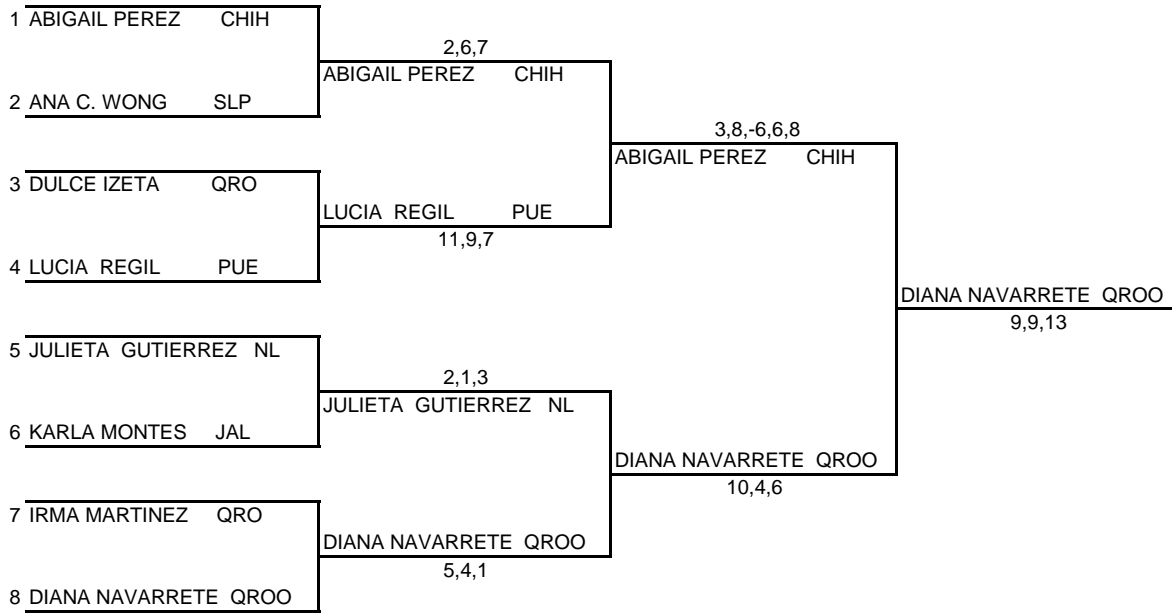 1 ABIGAIL PEREZ CHIH
2,6,7
ABIGAIL PEREZ CHIH
2 ANA C. WONG SLP
3,8,-6,6,8
ABIGAIL PEREZ CHIH
3 DULCE IZETA QRO
LUCIA REGIL PUE
11,9,7
4 LUCIA REGIL PUE
DIANA NAVARRETE QROO
9,9,13
5 JULIETA GUTIERREZ NL
2,1,3
JULIETA GUTIERREZ NL
6 KARLA MONTES JAL
DIANA NAVARRETE QROO
10,4,6
7 IRMA MARTINEZ QRO
DIANA NAVARRETE QROO
5,4,1
8 DIANA NAVARRETE QROO